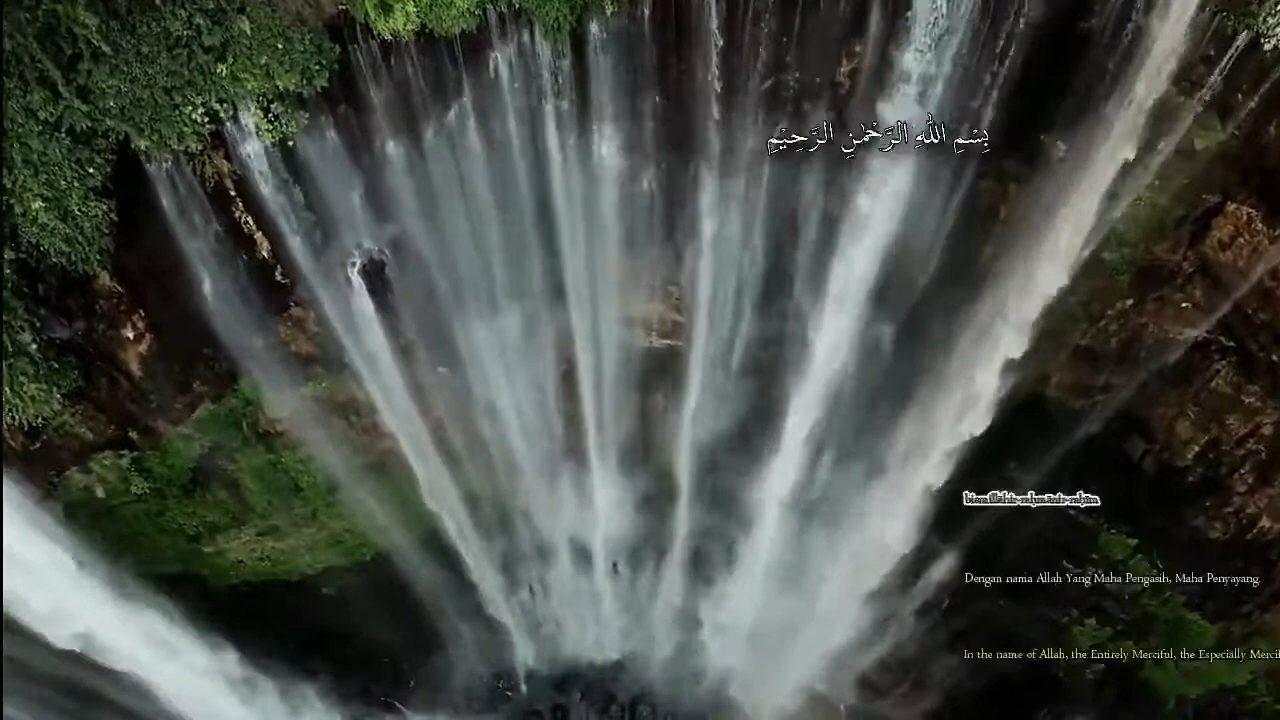 بِسْمِ اللّٰهِ الرَّحْمٰنِ الرَّحِيْمِ
Dengan nama Allah Yang Maha Pengasih, Maha Penyayang.
In the name of Allah, the Entirely Merciful, the Especially